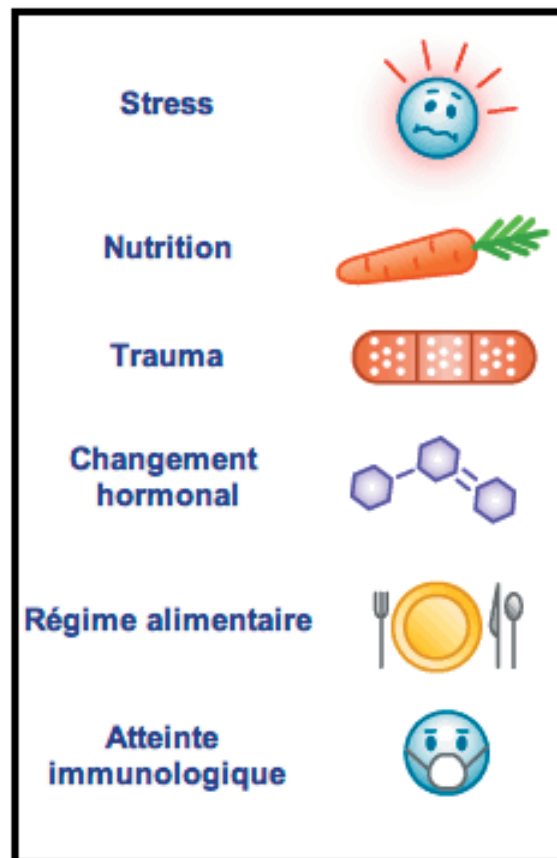 Stress
Nutrition
Trauma
Changement
hormonal
Régime alimentaire
Atteinte
immunologique